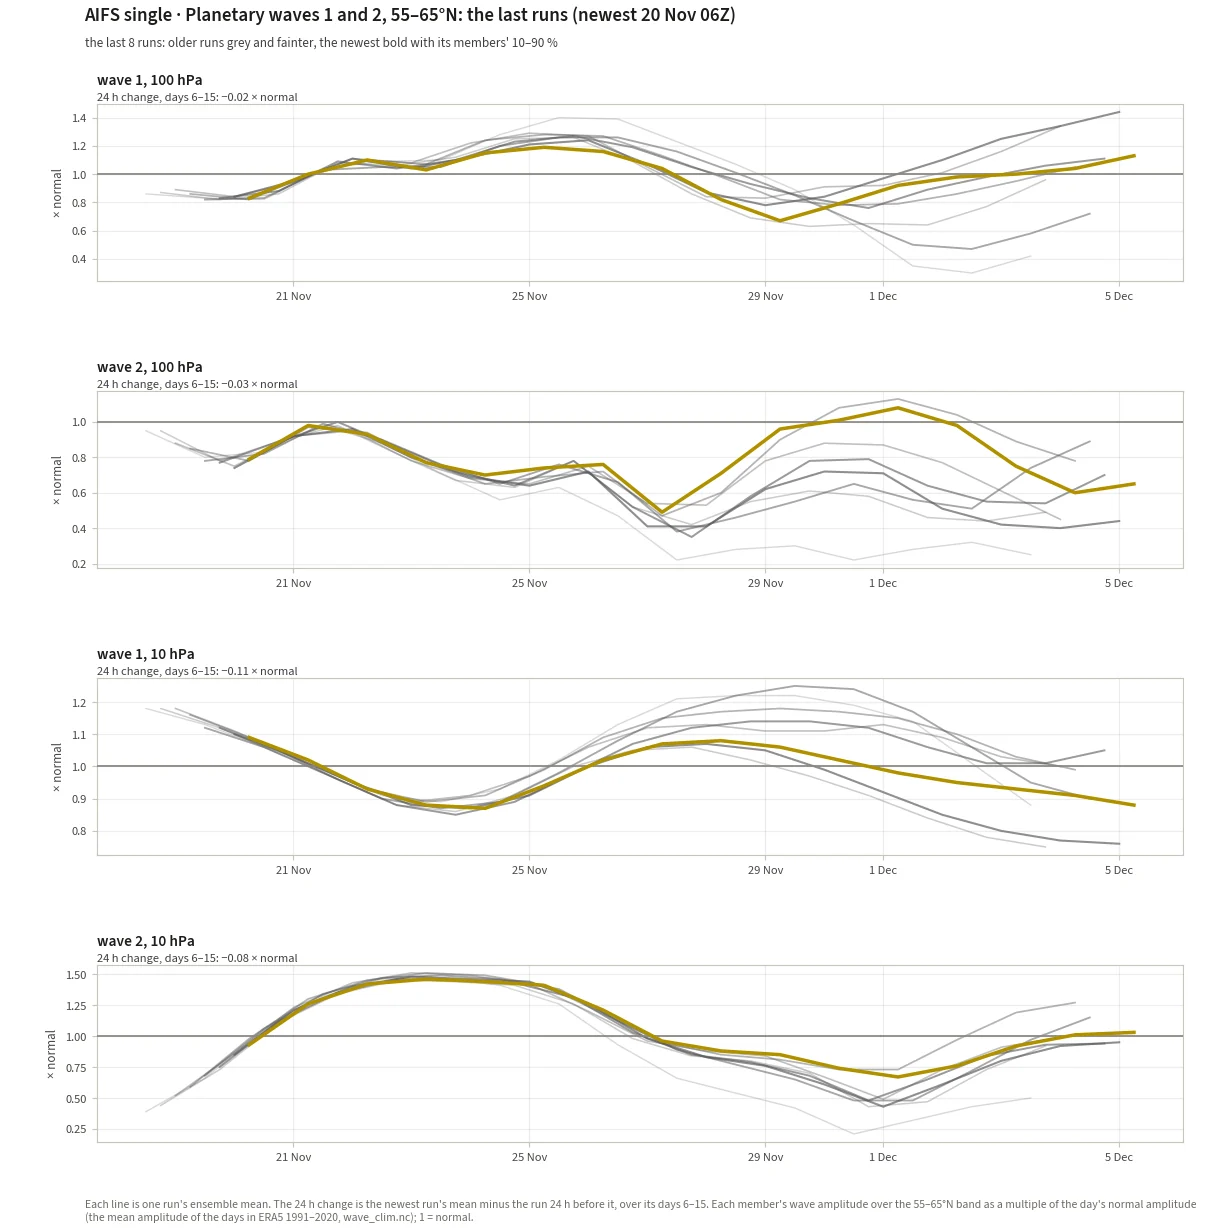 AIFS single · Planetary waves 1 and 2, 55–65°N: the last runs (newest 20 Nov 06Z)
the last 8 runs: older runs grey and fainter, the newest bold with its members' 10–90 %
wave 1, 100 hPa
24 h change, days 6–15: −0.02 × normal
1.4
1.2
1.0
0.8
0.6
0.4
× normal
21 Nov
25 Nov
29 Nov
1 Dec
5 Dec
wave 2, 100 hPa
24 h change, days 6–15: −0.03 × normal
1.0
0.8
0.6
0.4
0.2
× normal
21 Nov
25 Nov
29 Nov
1 Dec
5 Dec
wave 1, 10 hPa
24 h change, days 6–15: −0.11 × normal
1.2
1.1
1.0
0.9
0.8
× normal
21 Nov
25 Nov
29 Nov
1 Dec
5 Dec
wave 2, 10 hPa
24 h change, days 6–15: −0.08 × normal
1.50
1.25
1.00
0.75
0.50
0.25
× normal
21 Nov
25 Nov
29 Nov
1 Dec
5 Dec
Each line is one run's ensemble mean. The 24 h change is the newest run's mean minus the run 24 h before it, over its days 6–15. Each member's wave amplitude over the 55–65°N band as a multiple of the day's normal amplitude
(the mean amplitude of the days in ERA5 1991–2020, wave_clim.nc); 1 = normal.